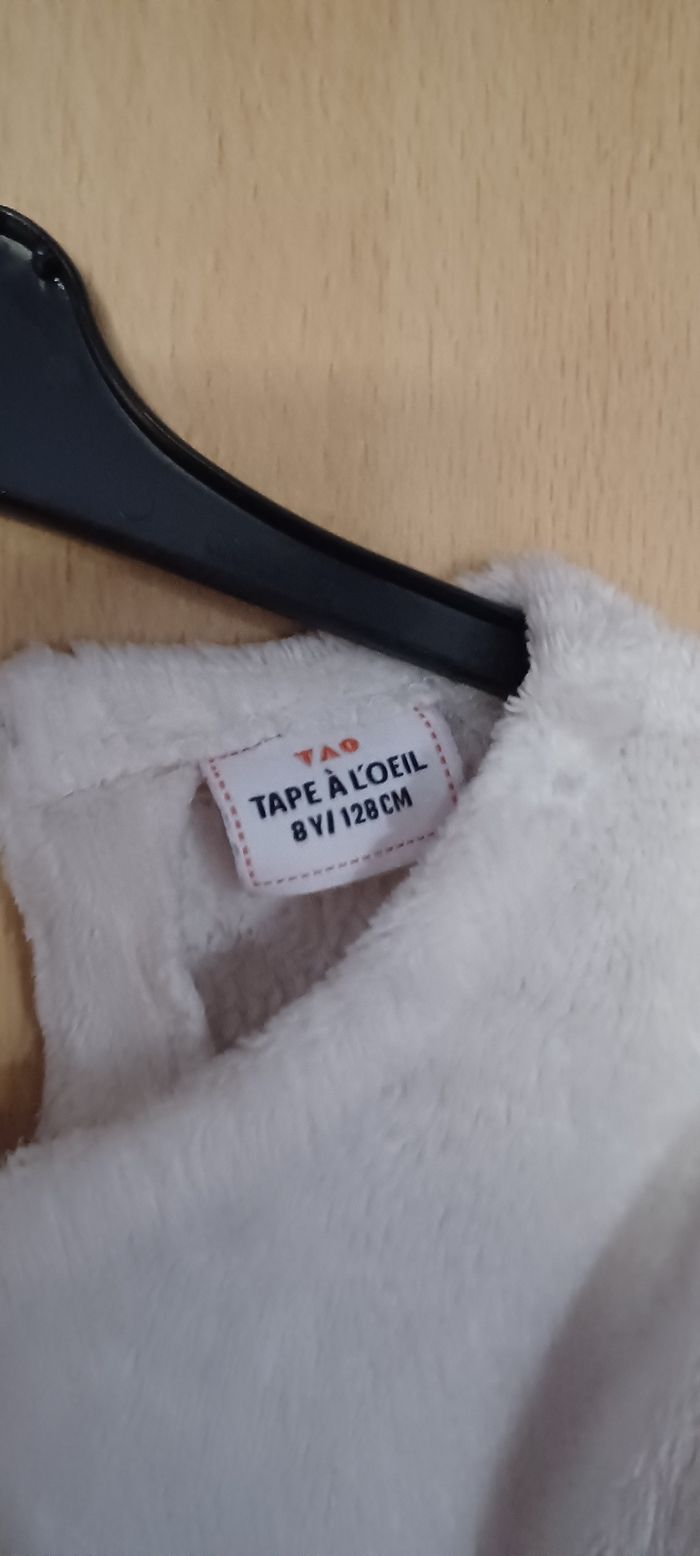 TAO
TAPE À L'OEIL
8Y/ 128CM